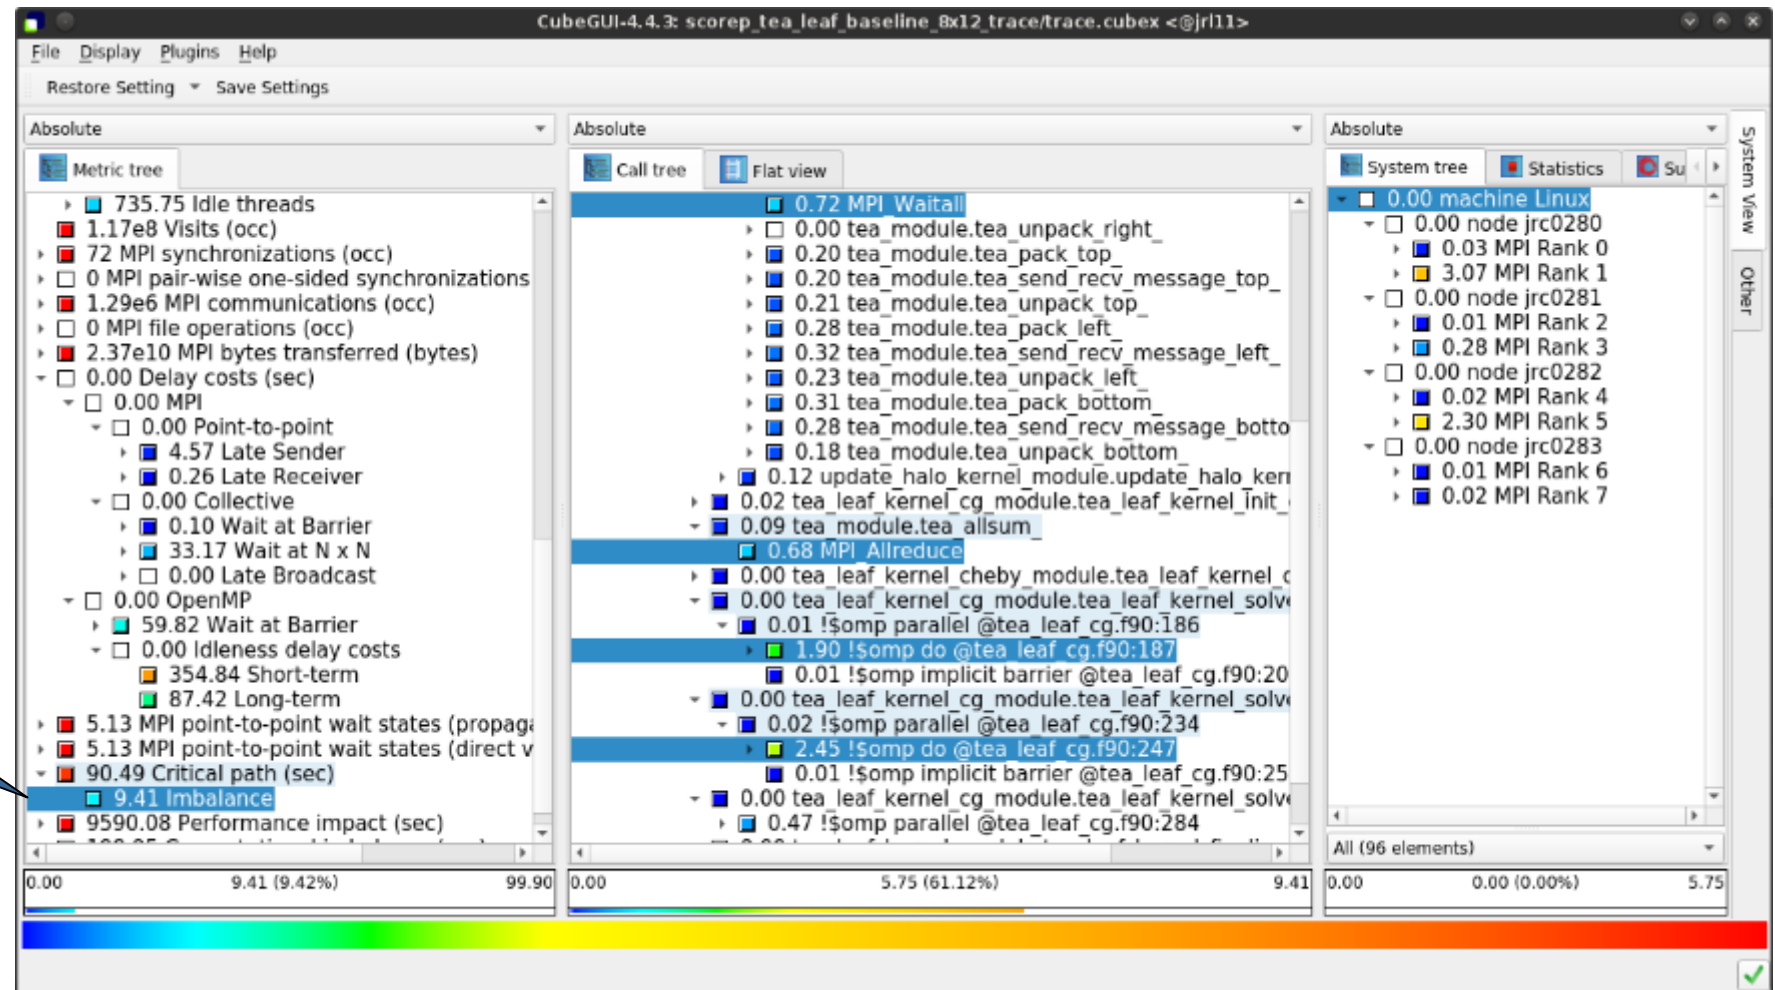 CubeGUI-4.4.3: scorep_tea_leaf_baseline_8x12_trace/trace.cubex <@jrl11>
File Display Plugins Help
Restore Setting Save Settings
Absolute
Metric tree
735.75 Idle threads
1.17e8 Visits (occ)
72 MPI synchronizations (occ)
0 MPI pair-wise one-sided synchronizations
1.29e6 MPI communications (occ)
0 MPI file operations (occ)
2.37e10 MPI bytes transferred (bytes)
0.00 Delay costs (sec)
0.00 MPI
0.00 Point-to-point
4.57 Late Sender
0.26 Late Receiver
0.00 Collective
0.10 Wait at Barrier
33.17 Wait at N x N
0.00 Late Broadcast
0.00 OpenMP
59.82 Wait at Barrier
0.00 Idleness delay costs
354.84 Short-term
87.42 Long-term
5.13 MPI point-to-point wait states (propaga
5.13 MPI point-to-point wait states (direct v
90.49 Critical path (sec)
9.41 Imbalance
9590.08 Performance impact (sec)
0.00 9.41 (9.42%) 99.90
Absolute
Call tree Flat view
0.72 MPI_Waitall
0.00 tea_module.tea_unpack_right_
0.20 tea_module.tea_pack_top_
0.20 tea_module.tea_send_recv_message_top_
0.21 tea_module.tea_unpack_top_
0.28 tea_module.tea_pack_left_
0.32 tea_module.tea_send_recv_message_left_
0.23 tea_module.tea_unpack_left_
0.31 tea_module.tea_pack_bottom_
0.28 tea_module.tea_send_recv_message_botto
0.18 tea_module.tea_unpack_bottom_
0.12 update_halo_kernel_module.update_halo_kern
0.02 tea_leaf_kernel_cg_module.tea_leaf_kernel_init_
0.09 tea_module.tea_allsum_
0.68 MPI_Allreduce
0.00 tea_leaf_kernel_cheby_module.tea_leaf_kernel_c
0.00 tea_leaf_kernel_cg_module.tea_leaf_kernel_solve
0.01 !$omp parallel @tea_leaf_cg.f90:186
1.90 !$omp do @tea_leaf_cg.f90:187
0.01 !$omp implicit barrier @tea_leaf_cg.f90:20
0.00 tea_leaf_kernel_cg_module.tea_leaf_kernel_solve
0.02 !$omp parallel @tea_leaf_cg.f90:234
2.45 !$omp do @tea_leaf_cg.f90:247
0.01 !$omp implicit barrier @tea_leaf_cg.f90:25
0.00 tea_leaf_kernel_cg_module.tea_leaf_kernel_solve
0.47 !$omp parallel @tea_leaf_cg.f90:284
0.00 5.75 (61.12%) 9.41
Absolute
System tree Statistics Su
0.00 machine Linux
0.00 node jrc0280
0.03 MPI Rank 0
3.07 MPI Rank 1
0.00 node jrc0281
0.01 MPI Rank 2
0.28 MPI Rank 3
0.00 node jrc0282
0.02 MPI Rank 4
2.30 MPI Rank 5
0.00 node jrc0283
0.01 MPI Rank 6
0.02 MPI Rank 7
All (96 elements)
0.00 0.00 (0.00%) 5.75
System View
Other